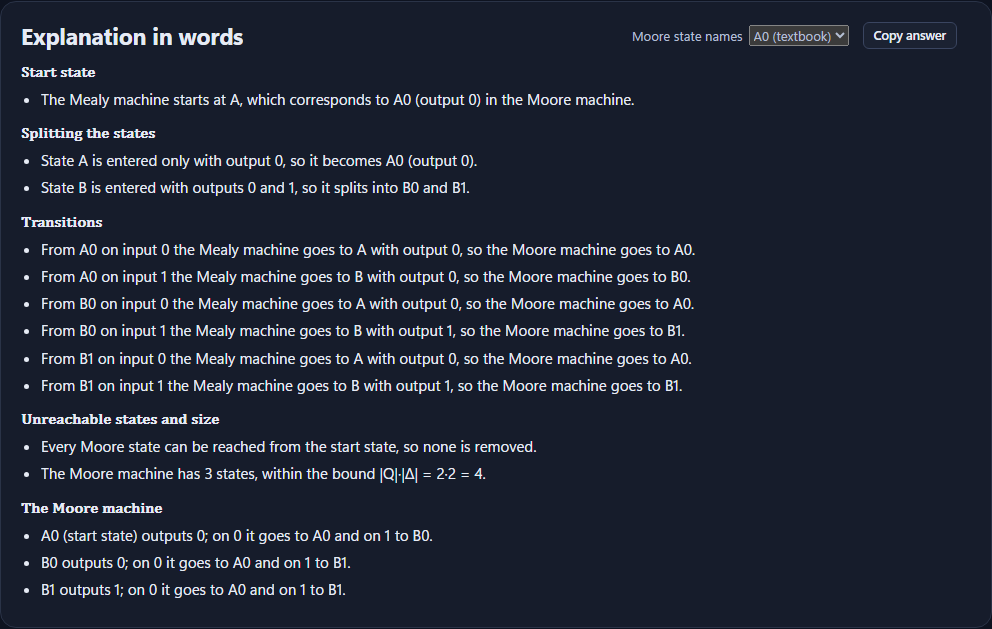 Explanation in words
Moore state names A0 (textbook) Copy answer
Start state
• The Mealy machine starts at A, which corresponds to A0 (output 0) in the Moore machine.
Splitting the states
• State A is entered only with output 0, so it becomes A0 (output 0).
• State B is entered with outputs 0 and 1, so it splits into B0 and B1.
Transitions
• From A0 on input 0 the Mealy machine goes to A with output 0, so the Moore machine goes to A0.
• From A0 on input 1 the Mealy machine goes to B with output 0, so the Moore machine goes to B0.
• From B0 on input 0 the Mealy machine goes to A with output 0, so the Moore machine goes to A0.
• From B0 on input 1 the Mealy machine goes to B with output 1, so the Moore machine goes to B1.
• From B1 on input 0 the Mealy machine goes to A with output 0, so the Moore machine goes to A0.
• From B1 on input 1 the Mealy machine goes to B with output 1, so the Moore machine goes to B1.
Unreachable states and size
• Every Moore state can be reached from the start state, so none is removed.
• The Moore machine has 3 states, within the bound |Q|·|Δ| = 2·2 = 4.
The Moore machine
• A0 (start state) outputs 0; on 0 it goes to A0 and on 1 to B0.
• B0 outputs 0; on 0 it goes to A0 and on 1 to B1.
• B1 outputs 1; on 0 it goes to A0 and on 1 to B1.